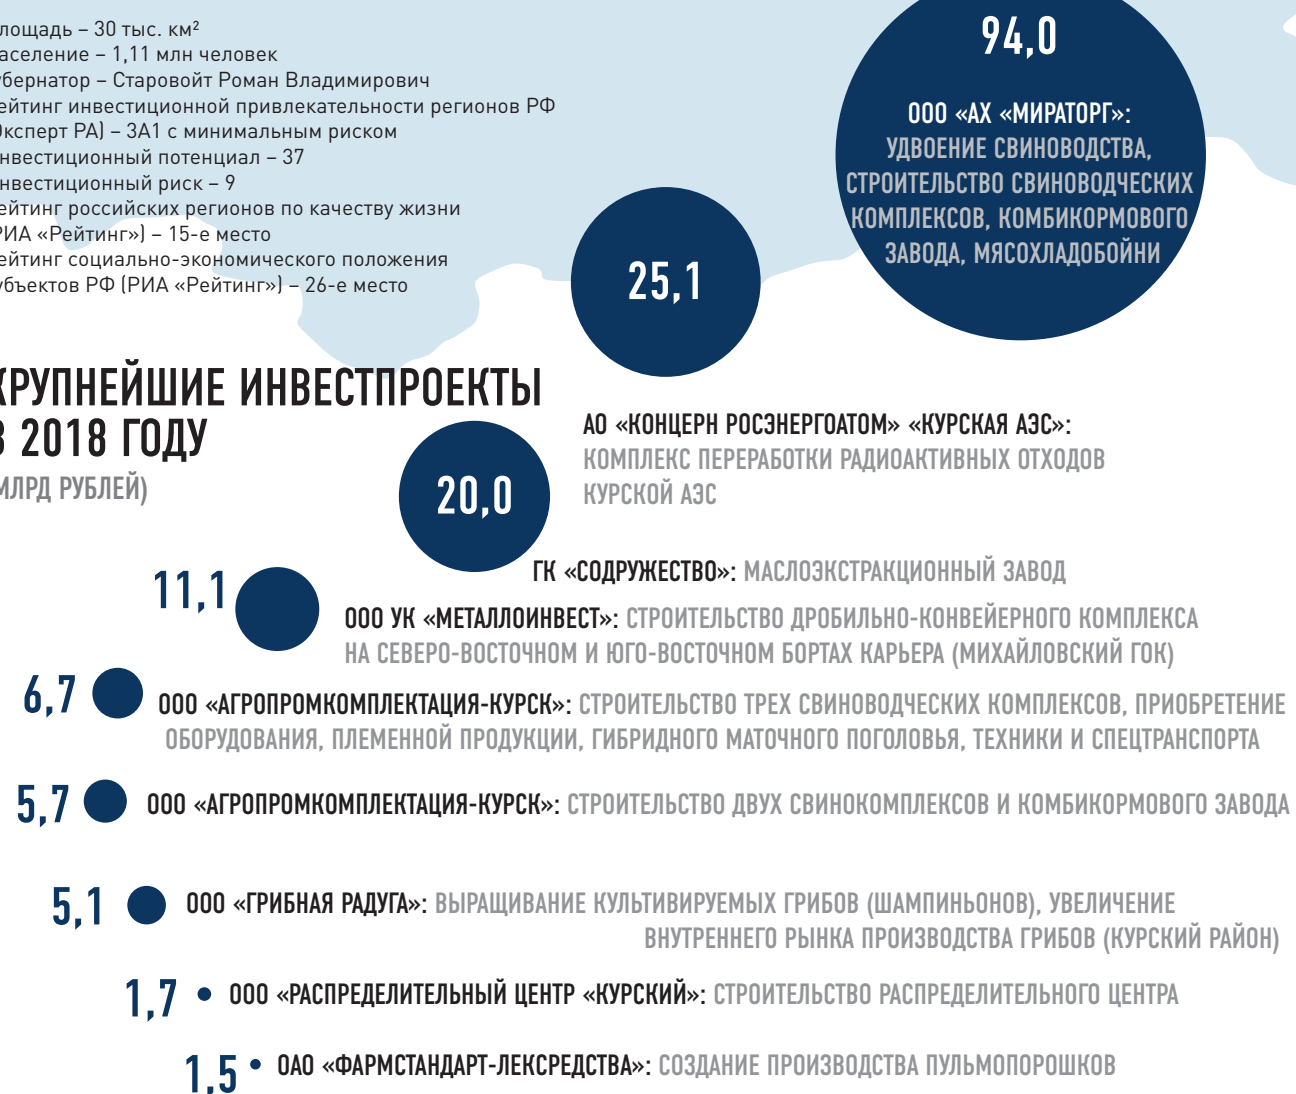 лощадь – 30 тыс. км²
аселение – 1,11 млн человек
убернатор – Старовойт Роман Владимирович
ейтинг инвестиционной привлекательности регионов РФ
Эксперт РА) – 3А1 с минимальным риском
нвестиционный потенциал – 37
нвестиционный риск – 9
ейтинг российских регионов по качеству жизни
РИА «Рейтинг») – 15-е место
ейтинг социально-экономического положения
убъектов РФ (РИА «Рейтинг») – 26-е место
94,0
ООО «АХ «МИРАТОРГ»:
УДВОЕНИЕ СВИНОВОДСТВА,
СТРОИТЕЛЬСТВО СВИНОВОДЧЕСКИХ
КОМПЛЕКСОВ, КОМБИКОРМОВОГО
ЗАВОДА, МЯСОХЛАДОБОЙНИ
КРУПНЕЙШИЕ ИНВЕСТПРОЕКТЫ
В 2018 ГОДУ
МЛРД РУБЛЕЙ)
25,1
АО «КОНЦЕРН РОСЭНЕРГОАТОМ» «КУРСКАЯ АЭС»:
КОМПЛЕКС ПЕРЕРАБОТКИ РАДИОАКТИВНЫХ ОТХОДОВ
КУРСКОЙ АЭС
20,0
ГК «СОДРУЖЕСТВО»: МАСЛОЭКСТРАКЦИОННЫЙ ЗАВОД
11,1
ООО УК «МЕТАЛЛОИНВЕСТ»: СТРОИТЕЛЬСТВО ДРОБИЛЬНО-КОНВЕЙЕРНОГО КОМПЛЕКСА
НА СЕВЕРО-ВОСТОЧНОМ И ЮГО-ВОСТОЧНОМ БОРТАХ КАРЬЕРА (МИХАЙЛОВСКИЙ ГОК)
6,7
ООО «АГРОПРОМКОМПЛЕКТАЦИЯ-КУРСК»: СТРОИТЕЛЬСТВО ТРЕХ СВИНОВОДЧЕСКИХ КОМПЛЕКСОВ, ПРИОБРЕТЕНИЕ
ОБОРУДОВАНИЯ, ПЛЕМЕННОЙ ПРОДУКЦИИ, ГИБРИДНОГО МАТОЧНОГО ПОГОЛОВЬЯ, ТЕХНИКИ И СПЕЦТРАНСПОРТА
5,7
ООО «АГРОПРОМКОМПЛЕКТАЦИЯ-КУРСК»: СТРОИТЕЛЬСТВО ДВУХ СВИНОКОМПЛЕКСОВ И КОМБИКОРМОВОГО ЗАВОДА
5,1
ООО «ГРИБНАЯ РАДУГА»: ВЫРАЩИВАНИЕ КУЛЬТИВИРУЕМЫХ ГРИБОВ (ШАМПИНЬОНОВ), УВЕЛИЧЕНИЕ
ВНУТРЕННЕГО РЫНКА ПРОИЗВОДСТВА ГРИБОВ (КУРСКИЙ РАЙОН)
1,7
ООО «РАСПРЕДЕЛИТЕЛЬНЫЙ ЦЕНТР «КУРСКИЙ»: СТРОИТЕЛЬСТВО РАСПРЕДЕЛИТЕЛЬНОГО ЦЕНТРА
1,5
ОАО «ФАРМСТАНДАРТ-ЛЕКСРЕДСТВА»: СОЗДАНИЕ ПРОИЗВОДСТВА ПУЛЬМОПОРОШКОВ